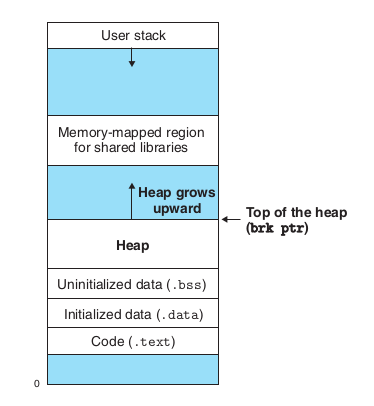 User stack
Memory-mapped region
for shared libraries
Heap grows
upward
Top of the heap
(brk ptr)
Heap
Uninitialized data (.bss)
Initialized data (.data)
Code (.text)
0